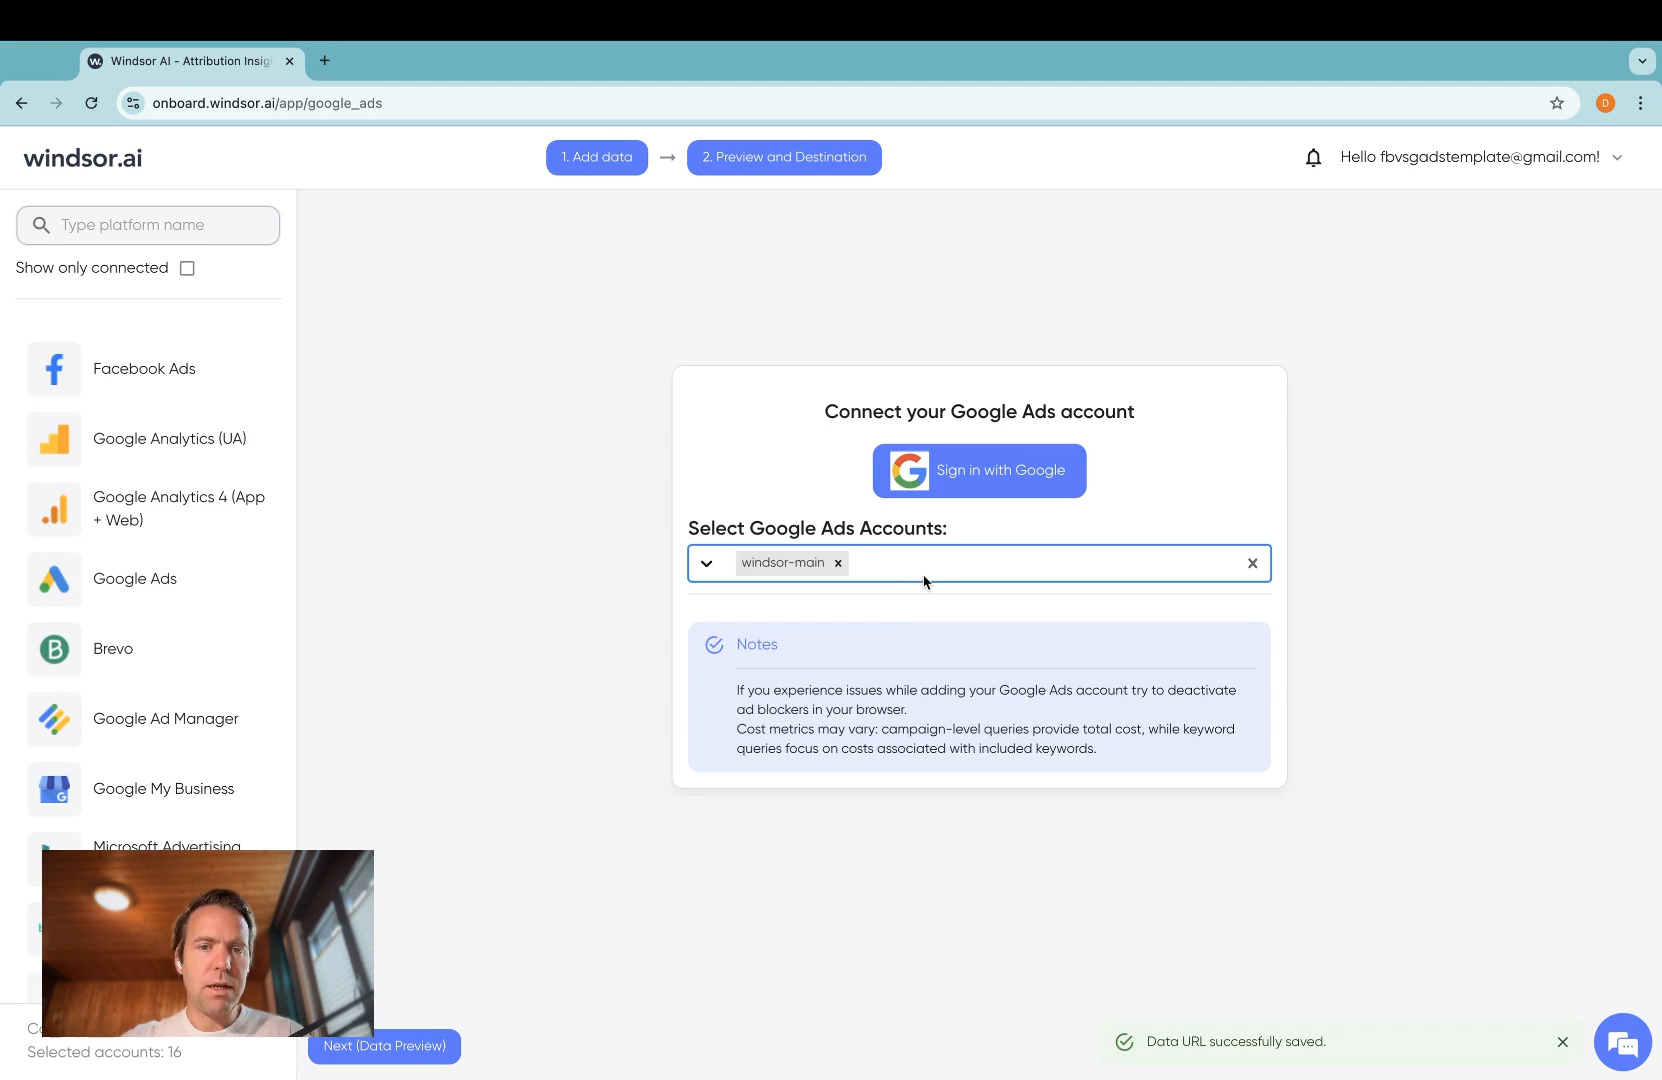 Windsor AI - Attribution Insig
onboard.windsor.ai/app/google_ads
D
windsor.ai
1. Add data
2. Preview and Destination
Hello fbvsgadstemplate@gmail.com!
Type platform name
Show only connected
Facebook Ads
Google Analytics (UA)
Google Analytics 4 (App
+ Web)
Google Ads
Brevo
Google Ad Manager
Google My Business
Microsoft Advertising
Selected accounts: 16
Connect your Google Ads account
Sign in with Google
Select Google Ads Accounts:
windsor-main
Notes
If you experience issues while adding your Google Ads account try to deactivate
ad blockers in your browser.
Cost metrics may vary: campaign-level queries provide total cost, while keyword
queries focus on costs associated with included keywords.
Next (Data Preview)
Data URL successfully saved.